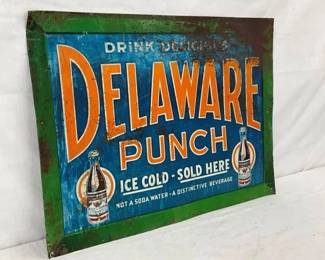 DRINK DELICIOUS
DELAWARE
PUNCH
ICE COLD - SOLD HERE
NOT A SODA WATER - A DISTINCTIVE BEVERAGE